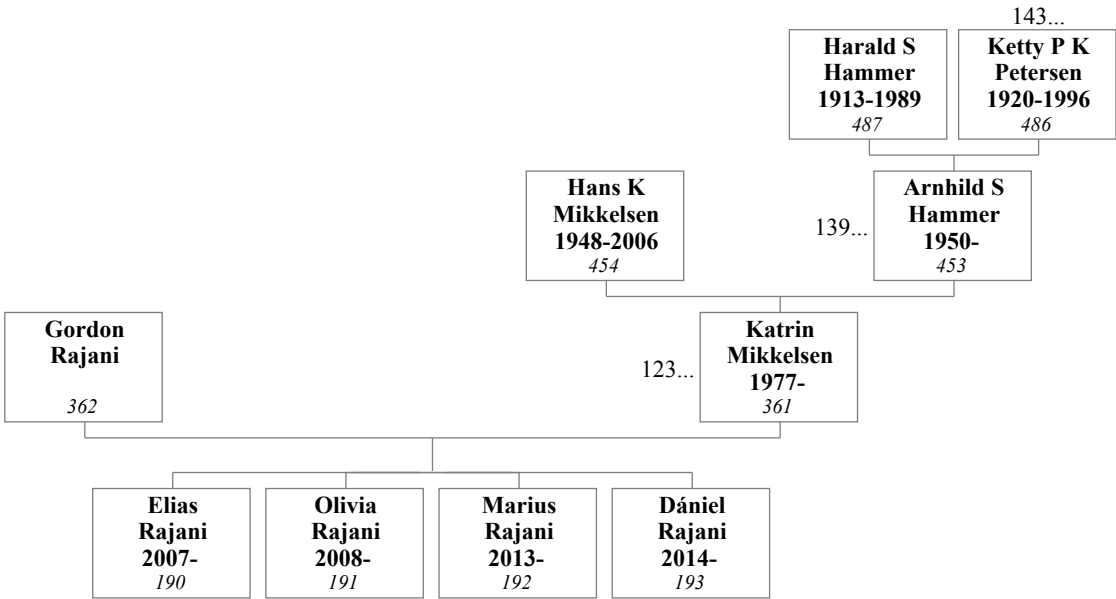 143...
Harald S
Hammer
1913-1989
487
Ketty P K
Petersen
1920-1996
486
Hans K
Mikkelsen
1948-2006
454
139...
Arnhild S
Hammer
1950-
453
Gordon
Rajani
362
123...
Katrin
Mikkelsen
1977-
361
Elias
Rajani
2007-
190
Olivia
Rajani
2008-
191
Marius
Rajani
2013-
192
Dániel
Rajani
2014-
193